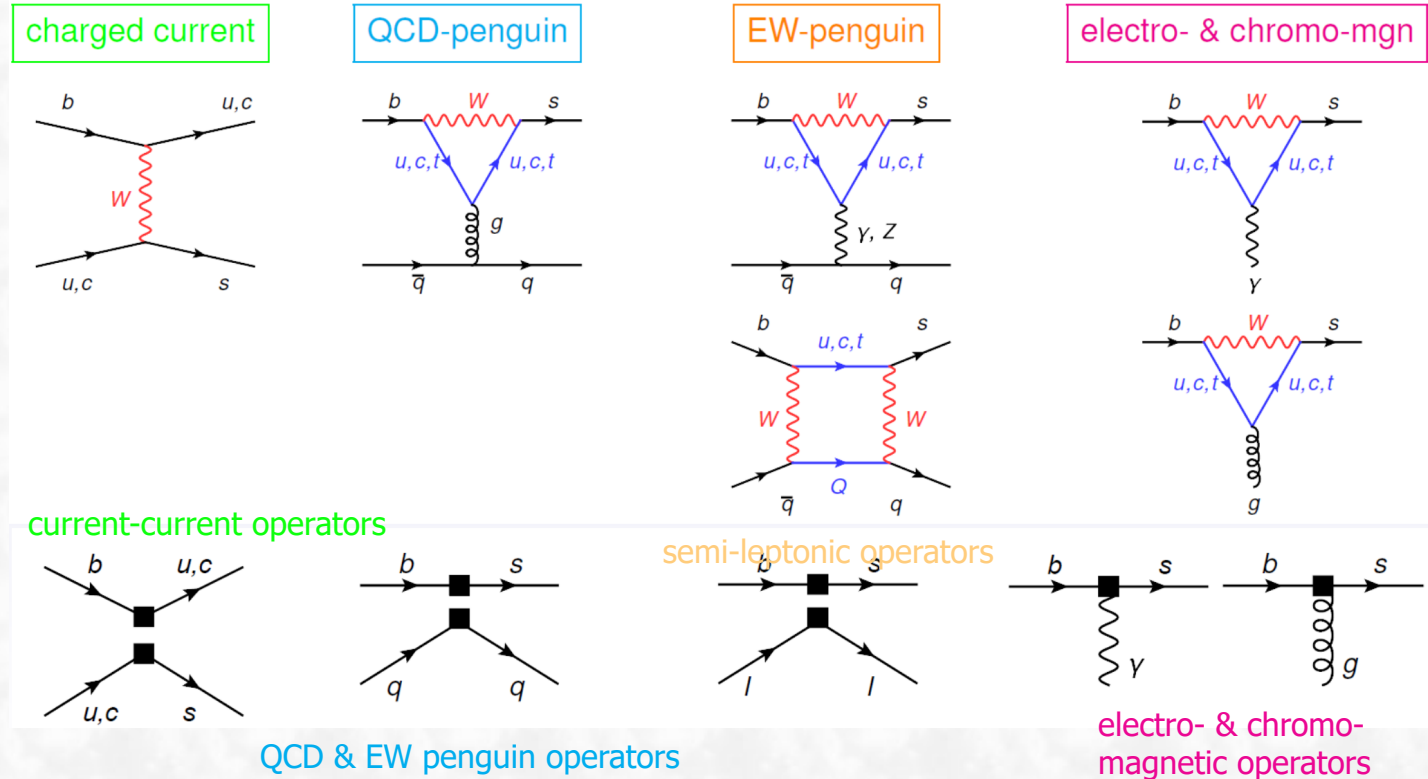 charged current
QCD-penguin
EW-penguin
electro- & chromo-mgn
b
u,c
W
u,c
s
b
W
s
u,c,t
u,c,t
g
q̅
q
b
W
s
u,c,t
u,c,t
γ, Z
q̅
q
b
u,c,t
s
W
W
Q
q̅
q
b
W
s
u,c,t
u,c,t
γ
b
W
s
u,c,t
u,c,t
g
current-current operators
b
u,c
u,c
s
b
s
q
q
semi-leptonic operators
b
s
l
l
b
s
γ
b
s
g
QCD & EW penguin operators
electro- & chromo-
magnetic operators